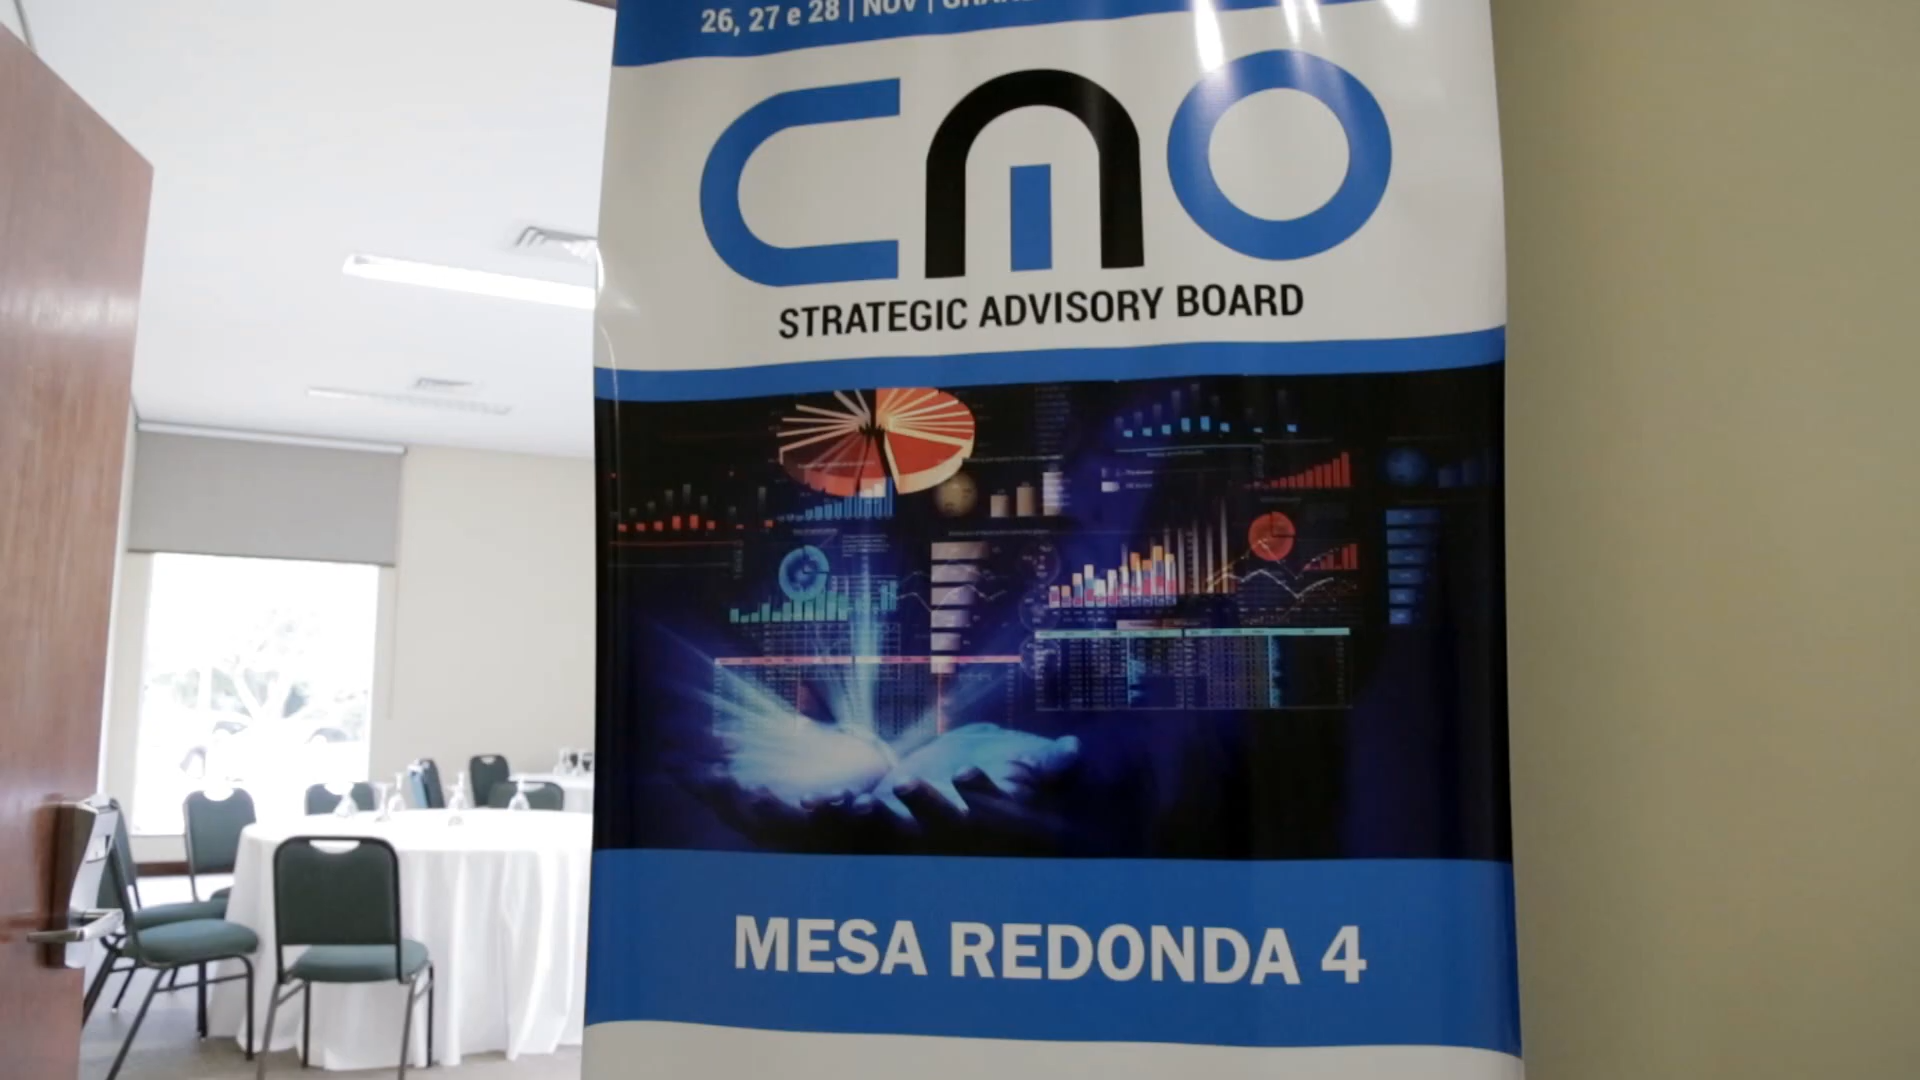 26, 27 e 28 | NOV |
CMO
STRATEGIC ADVISORY BOARD
MESA REDONDA 4